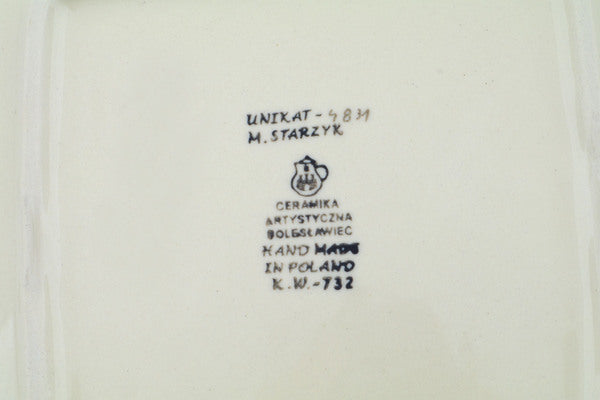 UNIKAT - 4831
M. STARZYK
CERAMIKA
ARTYSTYCZNA
BOLESŁAWIEC
HAND MADE
IN POLAND
K.W.-732